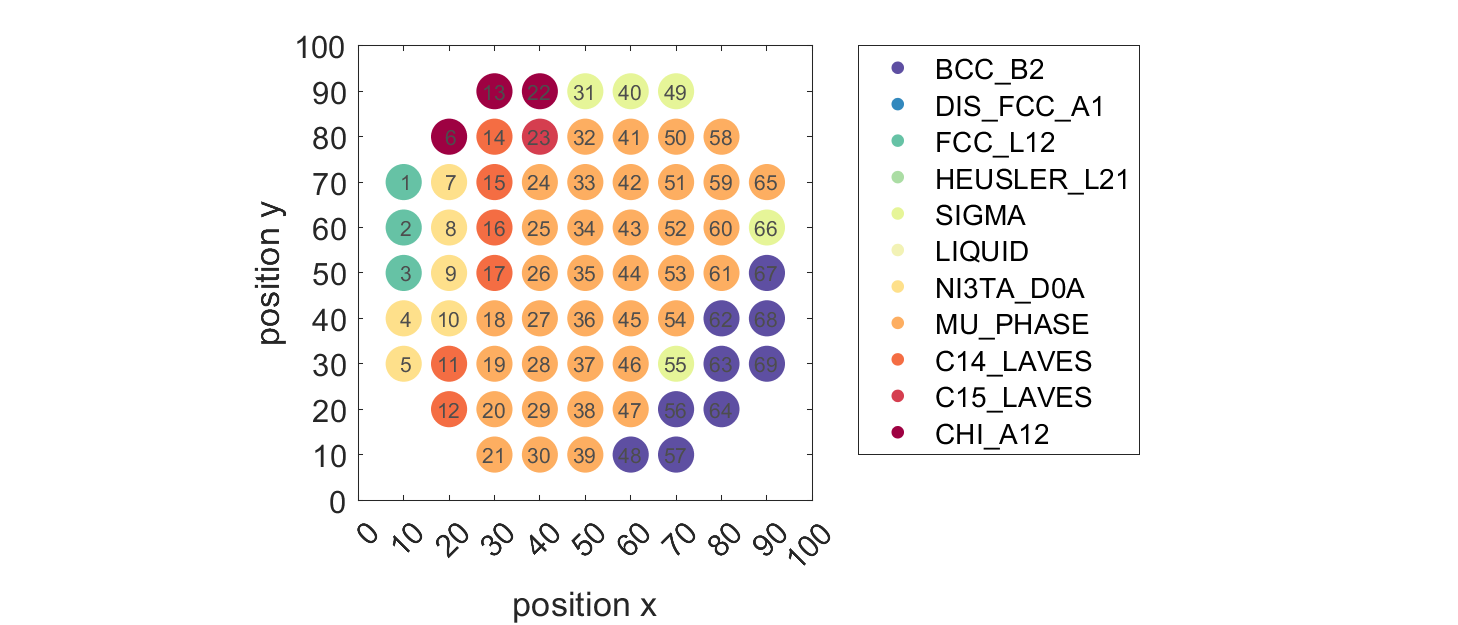 100
90
80
70
60
50
40
30
20
10
0
position y
13 22 31 40 49
6 14 23 32 41 50 58
1 7 15 24 33 42 51 59 65
2 8 16 25 34 43 52 60 66
3 9 17 26 35 44 53 61 67
4 10 18 27 36 45 54 62 68
5 11 19 28 37 46 55 63 69
12 20 29 38 47 56 64
21 30 39 48 57
0 10 20 30 40 50 60 70 80 90 100
position x
BCC_B2
DIS_FCC_A1
FCC_L12
HEUSLER_L21
SIGMA
LIQUID
NI3TA_D0A
MU_PHASE
C14_LAVES
C15_LAVES
CHI_A12